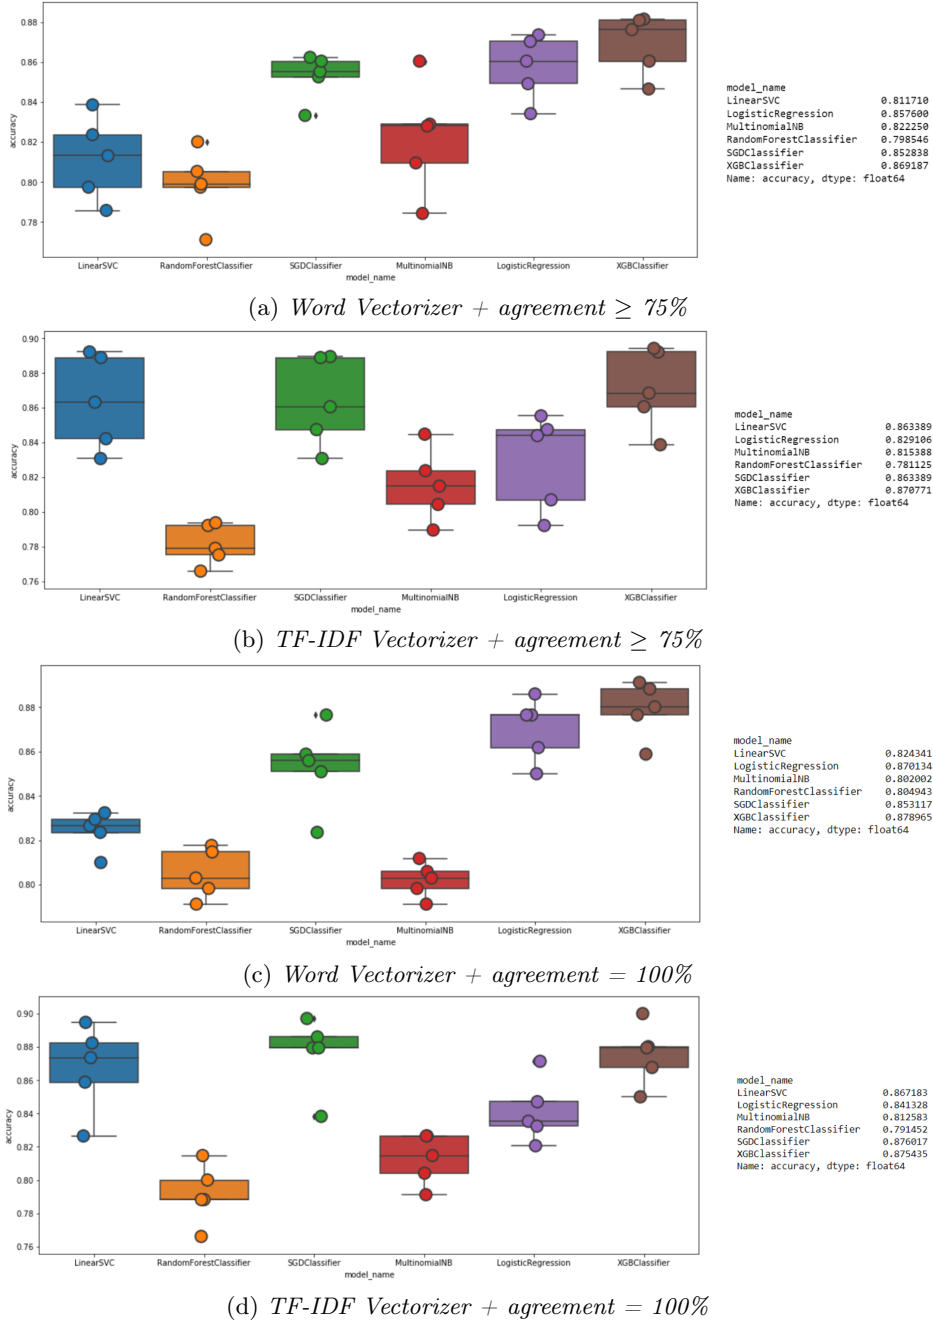 0.88
0.86
0.84
0.82
0.80
0.78
accuracy
LinearSVC RandomForestClassifier SGDClassifier MultinomialNB LogisticRegression XGBClassifier
model_name
model_name
LinearSVC 0.811710
LogisticRegression 0.857600
MultinomialNB 0.822250
RandomForestClassifier 0.798546
SGDClassifier 0.852838
XGBClassifier 0.869187
Name: accuracy, dtype: float64
(a) Word Vectorizer + agreement ≥ 75%
0.90
0.88
0.86
0.84
0.82
0.80
0.78
0.76
accuracy
LinearSVC RandomForestClassifier SGDClassifier MultinomialNB LogisticRegression XGBClassifier
model_name
model_name
LinearSVC 0.863389
LogisticRegression 0.829106
MultinomialNB 0.815388
RandomForestClassifier 0.781125
SGDClassifier 0.863389
XGBClassifier 0.870771
Name: accuracy, dtype: float64
(b) TF-IDF Vectorizer + agreement ≥ 75%
0.88
0.86
0.84
0.82
0.80
accuracy
LinearSVC RandomForestClassifier SGDClassifier MultinomialNB LogisticRegression XGBClassifier
model_name
model_name
LinearSVC 0.824341
LogisticRegression 0.870134
MultinomialNB 0.802002
RandomForestClassifier 0.804943
SGDClassifier 0.853117
XGBClassifier 0.878965
Name: accuracy, dtype: float64
(c) Word Vectorizer + agreement = 100%
0.90
0.88
0.86
0.84
0.82
0.80
0.78
0.76
accuracy
LinearSVC RandomForestClassifier SGDClassifier MultinomialNB LogisticRegression XGBClassifier
model_name
model_name
LinearSVC 0.867183
LogisticRegression 0.841328
MultinomialNB 0.812583
RandomForestClassifier 0.791452
SGDClassifier 0.876017
XGBClassifier 0.875435
Name: accuracy, dtype: float64
(d) TF-IDF Vectorizer + agreement = 100%